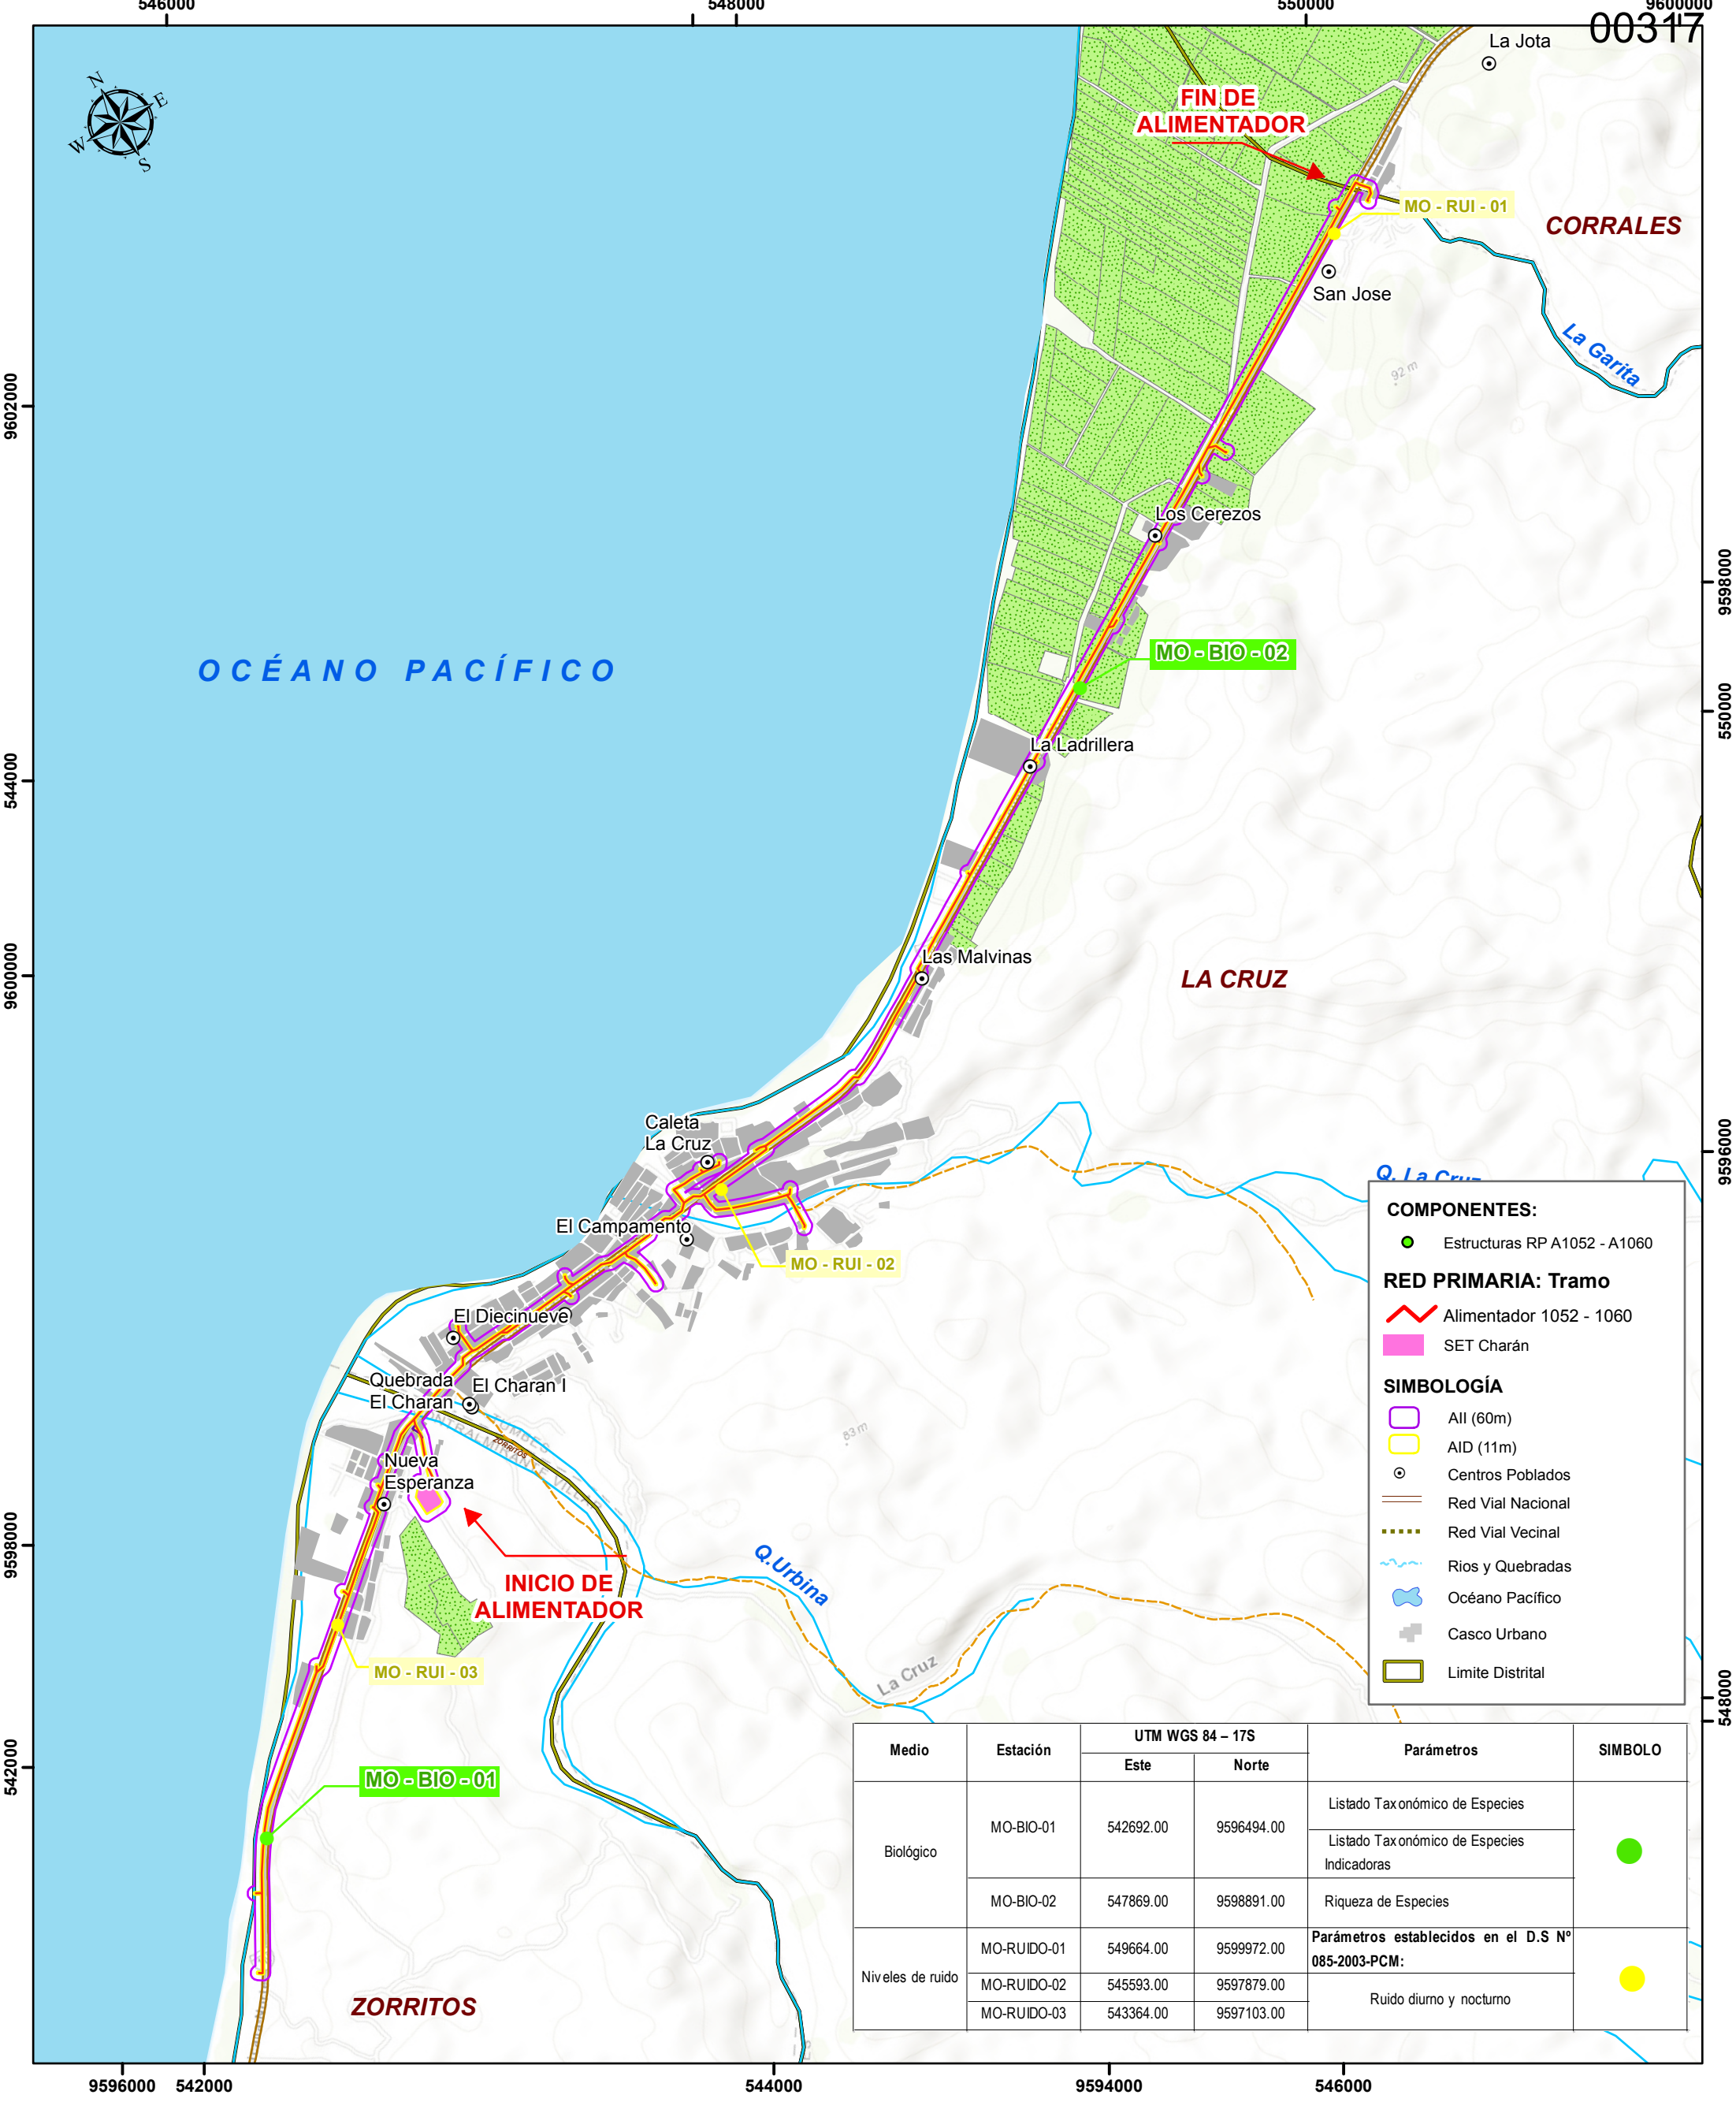 546000
548000
550000
9600000
00317
La Jota
N
E
W
S
FIN DE
ALIMENTADOR
MO - RUI - 01
CORRALES
San Jose
La Garita
92 m
9602000
Los Cerezos
9598000
OCÉANO PACÍFICO
MO - BIO - 02
550000
La Ladrillera
544000
Las Malvinas
9600000
LA CRUZ
Caleta
La Cruz
9596000
Q. La Cruz
El Campamento
MO - RUI - 02
El Diecinueve
Quebrada
El Charan
El Charan I
TUMBES
ZORRITOS
83 m
Nueva
Esperanza
9598000
INICIO DE
ALIMENTADOR
Q.Urbina
MO - RUI - 03
La Cruz
548000
542000
MO - BIO - 01
ZORRITOS
COMPONENTES:
Estructuras RP A1052 - A1060
RED PRIMARIA: Tramo
Alimentador 1052 - 1060
SET Charán
SIMBOLOGÍA
AII (60m)
AID (11m)
Centros Poblados
Red Vial Nacional
Red Vial Vecinal
Rios y Quebradas
Océano Pacífico
Casco Urbano
Limite Distrital
Medio Estación UTM WGS 84 – 17S Parámetros SIMBOLO
Este Norte
Biológico MO-BIO-01 542692.00 9596494.00 Listado Taxonómico de Especies
Listado Taxonómico de Especies
Indicadoras
MO-BIO-02 547869.00 9598891.00 Riqueza de Especies
Niveles de ruido MO-RUIDO-01 549664.00 9599972.00 Parámetros establecidos en el D.S Nº
085-2003-PCM:
MO-RUIDO-02 545593.00 9597879.00 Ruido diurno y nocturno
MO-RUIDO-03 543364.00 9597103.00
9596000
542000
544000
9594000
546000